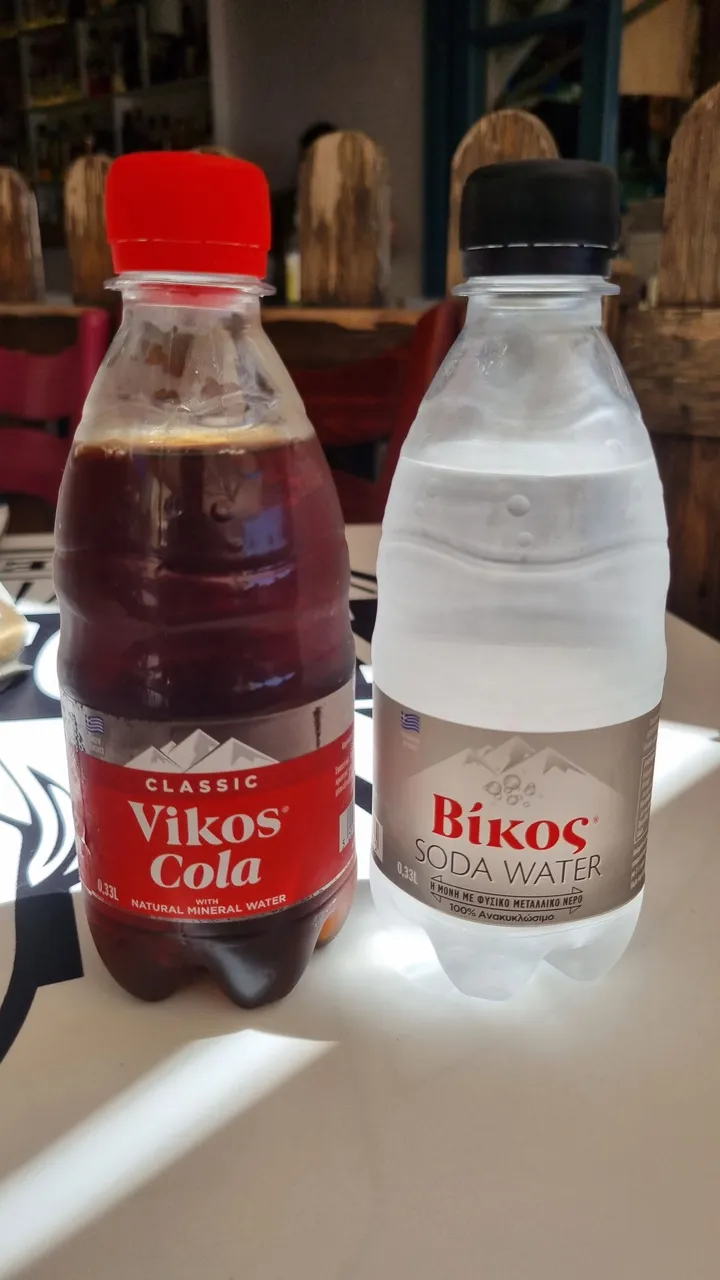 CLASSIC
Vikos®
Cola
0.33L
WITH
NATURAL MINERAL WATER
Βίκος®
SODA WATER
0,33L
Η ΜΟΝΗ ΜΕ ΦΥΣΙΚΟ ΜΕΤΑΛΛΙΚΟ ΝΕΡΟ
100% Ανακυκλώσιμο